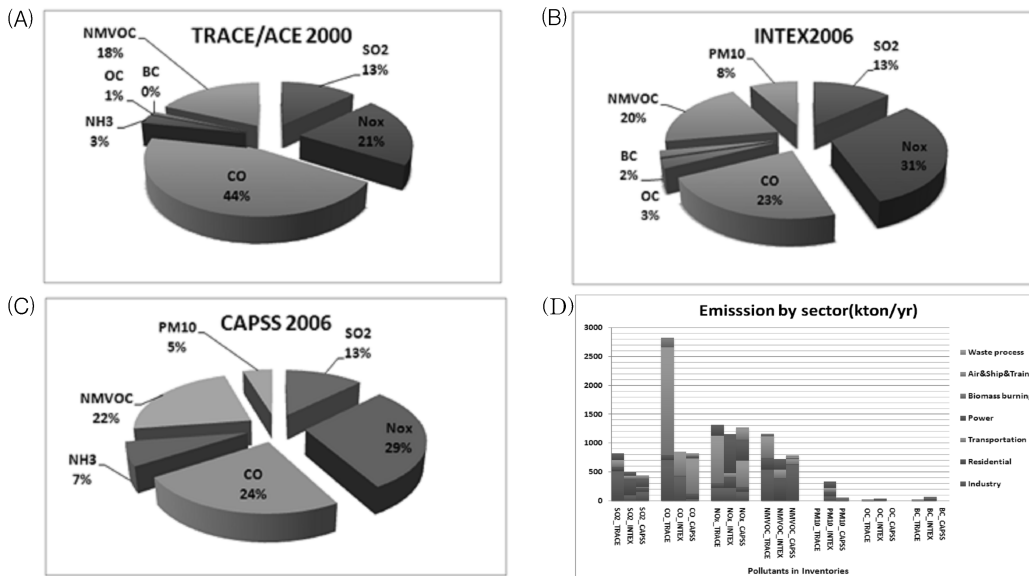 (A)
TRACE/ACE 2000
NMVOC
18%
OC
1%
BC
0%
NH3
3%
SO2
13%
Nox
21%
CO
44%
(B)
INTEX2006
PM10
8%
SO2
13%
NMVOC
20%
BC
2%
OC
3%
Nox
31%
CO
23%
(C)
CAPSS 2006
PM10
5%
SO2
13%
NMVOC
22%
NH3
7%
Nox
29%
CO
24%
(D)
Emisssion by sector(kton/yr)
3000
2500
2000
1500
1000
500
0
Waste process
Air&Ship&Train
Biomass burning
Power
Transportation
Residential
Industry
SO2_TRACE
SO2_INTEX
SO2_CAPSS
CO_TRACE
CO_INTEX
CO_CAPSS
NOx_TRACE
NOx_INTEX
NOx_CAPSS
NMVOC_TRACE
NMVOC_INTEX
NMVOC_CAPSS
PM10_TRACE
PM10_INTEX
PM10_CAPSS
OC_TRACE
OC_INTEX
OC_CAPSS
BC_TRACE
BC_INTEX
BC_CAPSS
Pollutants in Inventories